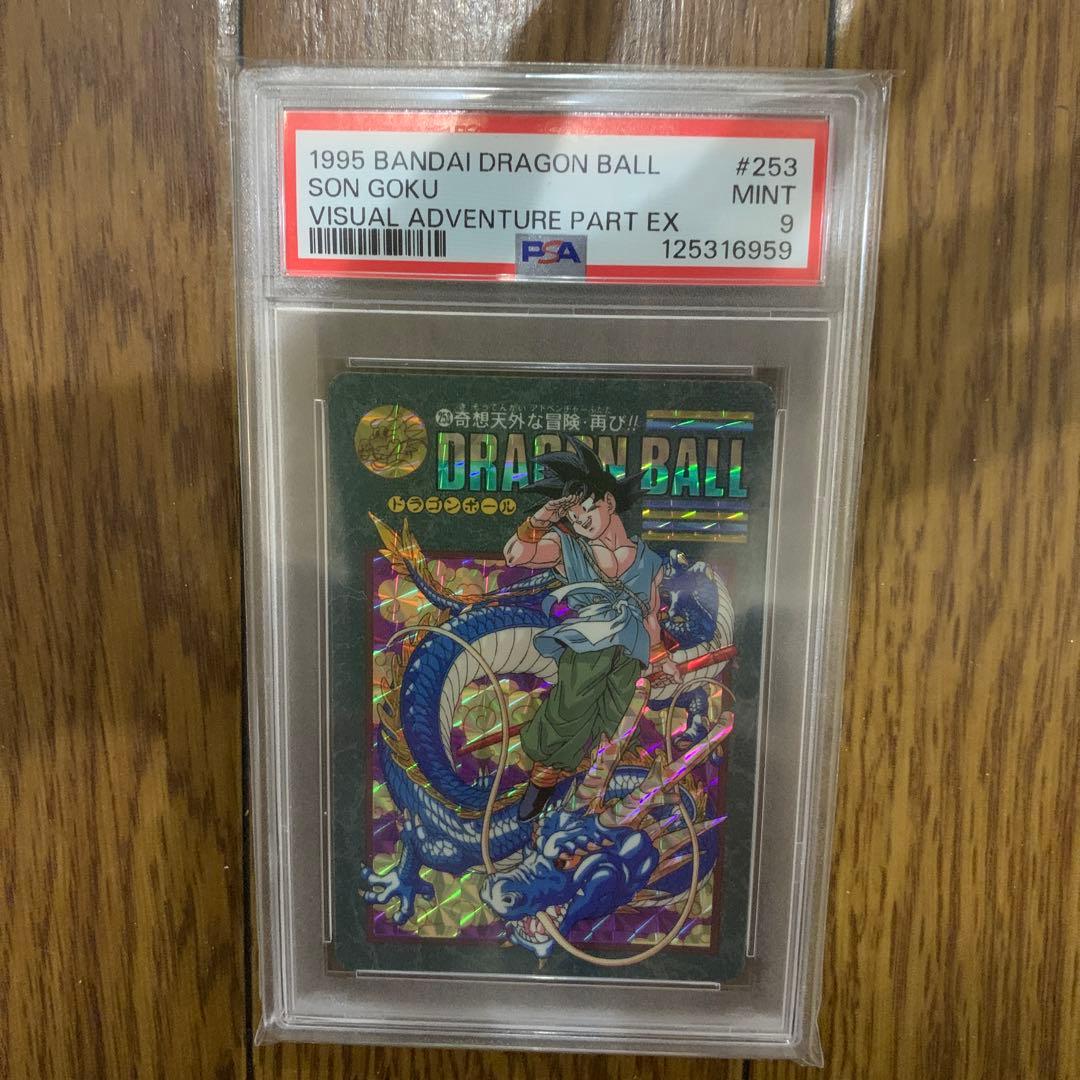 1995 BANDAI DRAGON BALL #253
SON GOKU MINT
VISUAL ADVENTURE PART EX 9
PSA 125316959
253 奇想天外な冒険・再び!!
DRAGON BALL
ドラゴンボール